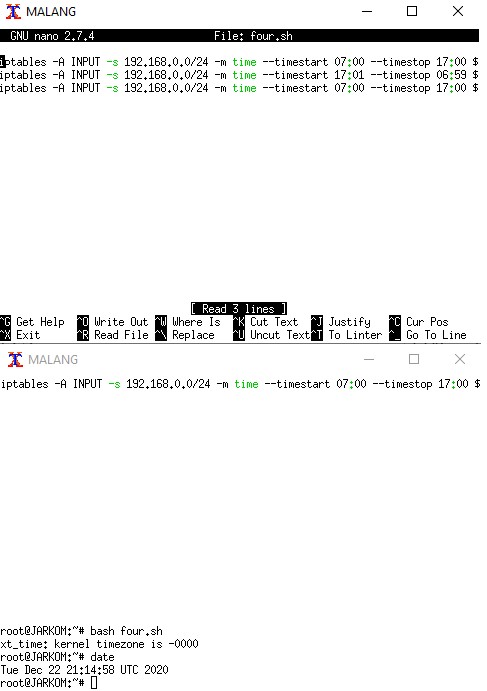 MALANG
GNU nano 2.7.4 File: four.sh
iptables -A INPUT -s 192.168.0.0/24 -m time --timestart 07:00 --timestop 17:00 $
iptables -A INPUT -s 192.168.0.0/24 -m time --timestart 17:01 --timestop 06:59 $
iptables -A INPUT -s 192.168.0.0/24 -m time --timestart 07:00 --timestop 17:00 $
[ Read 3 lines ]
^G Get Help ^O Write Out ^W Where Is ^K Cut Text ^J Justify ^C Cur Pos
^X Exit ^R Read File ^\ Replace ^U Uncut Text ^T To Linter ^_ Go To Line
MALANG
iptables -A INPUT -s 192.168.0.0/24 -m time --timestart 07:00 --timestop 17:00 $
root@JARKOM:~# bash four.sh
xt_time: kernel timezone is -0000
root@JARKOM:~# date
Tue Dec 22 21:14:58 UTC 2020
root@JARKOM:~#